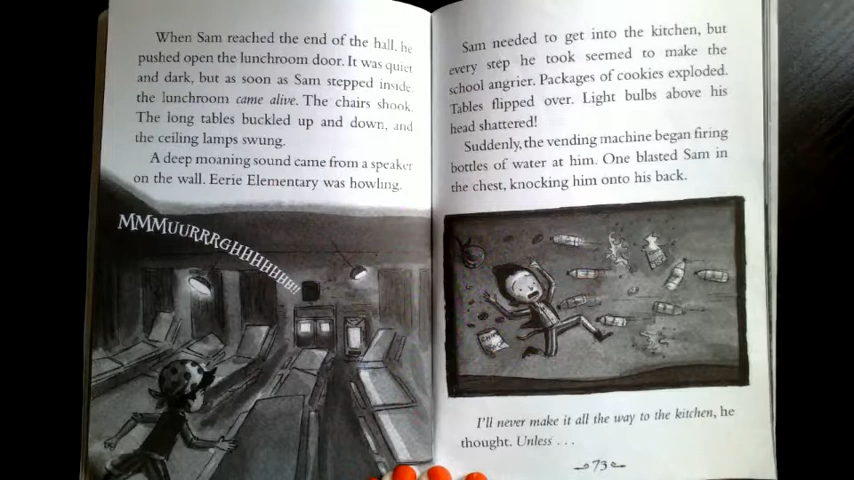 When Sam reached the end of the hall, he
pushed open the lunchroom door. It was quiet
and dark, but as soon as Sam stepped inside,
the lunchroom came alive. The chairs shook.
The long tables buckled up and down, and
the ceiling lamps swung.
A deep moaning sound came from a speaker
on the wall. Eerie Elementary was howling.
MMMUURRRGHHHHHHH!!
Sam needed to get into the kitchen, but
every step he took seemed to make the
school angrier. Packages of cookies exploded.
Tables flipped over. Light bulbs above his
head shattered!
Suddenly, the vending machine began firing
bottles of water at him. One blasted Sam in
the chest, knocking him onto his back.
I'll never make it all the way to the kitchen, he
thought. Unless . . .
73